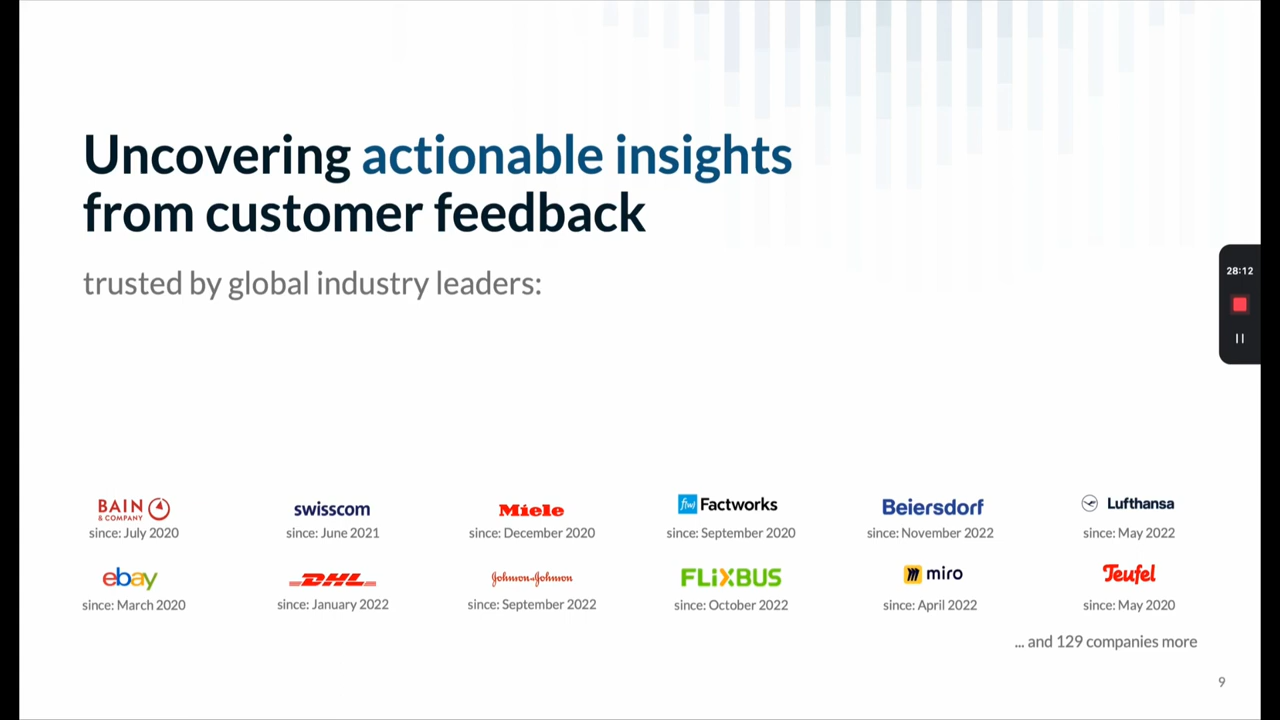 Uncovering actionable insights
from customer feedback
trusted by global industry leaders:
28:12
BAIN & COMPANY
swisscom
Miele
ftw/ Factworks
Beiersdorf
Lufthansa
since: July 2020
since: June 2021
since: December 2020
since: September 2020
since: November 2022
since: May 2022
ebay
DHL
Johnson & Johnson
FLiXBUS
miro
Teufel
since: March 2020
since: January 2022
since: September 2022
since: October 2022
since: April 2022
since: May 2020
... and 129 companies more
9